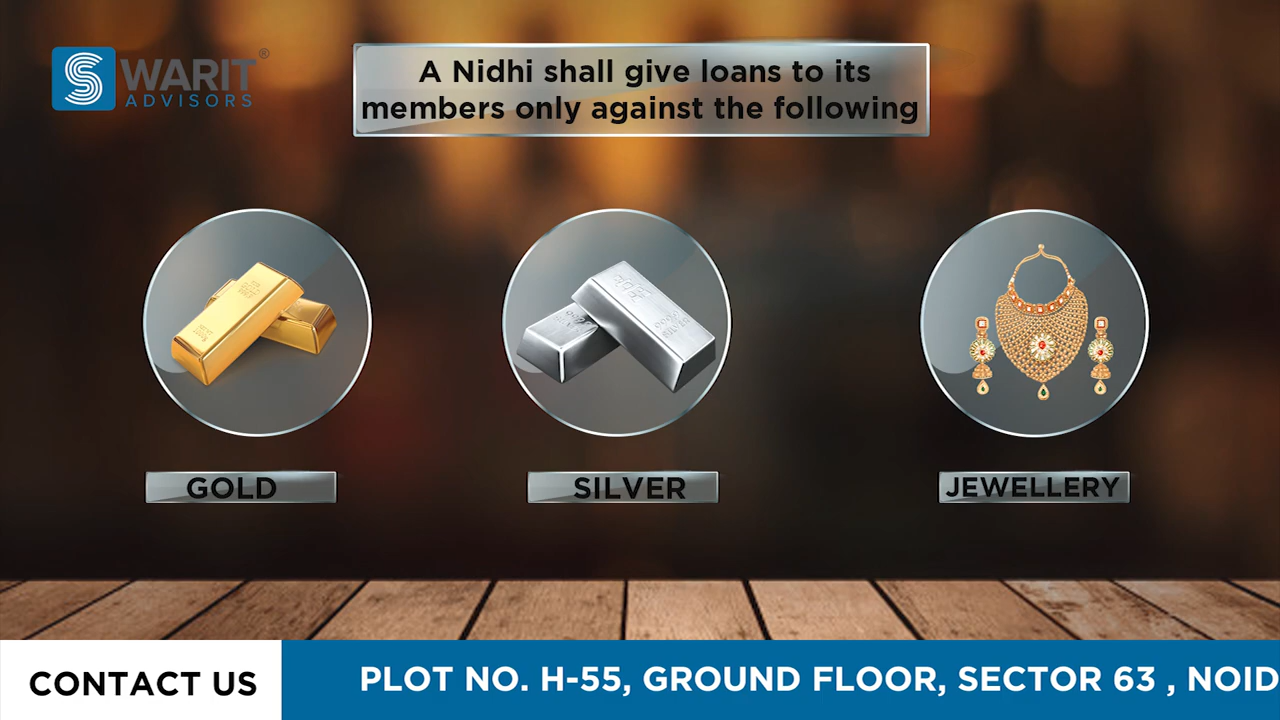 S WARIT®
ADVISORS
A Nidhi shall give loans to its
members only against the following
GOLD
SILVER
JEWELLERY
CONTACT US
PLOT NO. H-55, GROUND FLOOR, SECTOR 63 , NOID